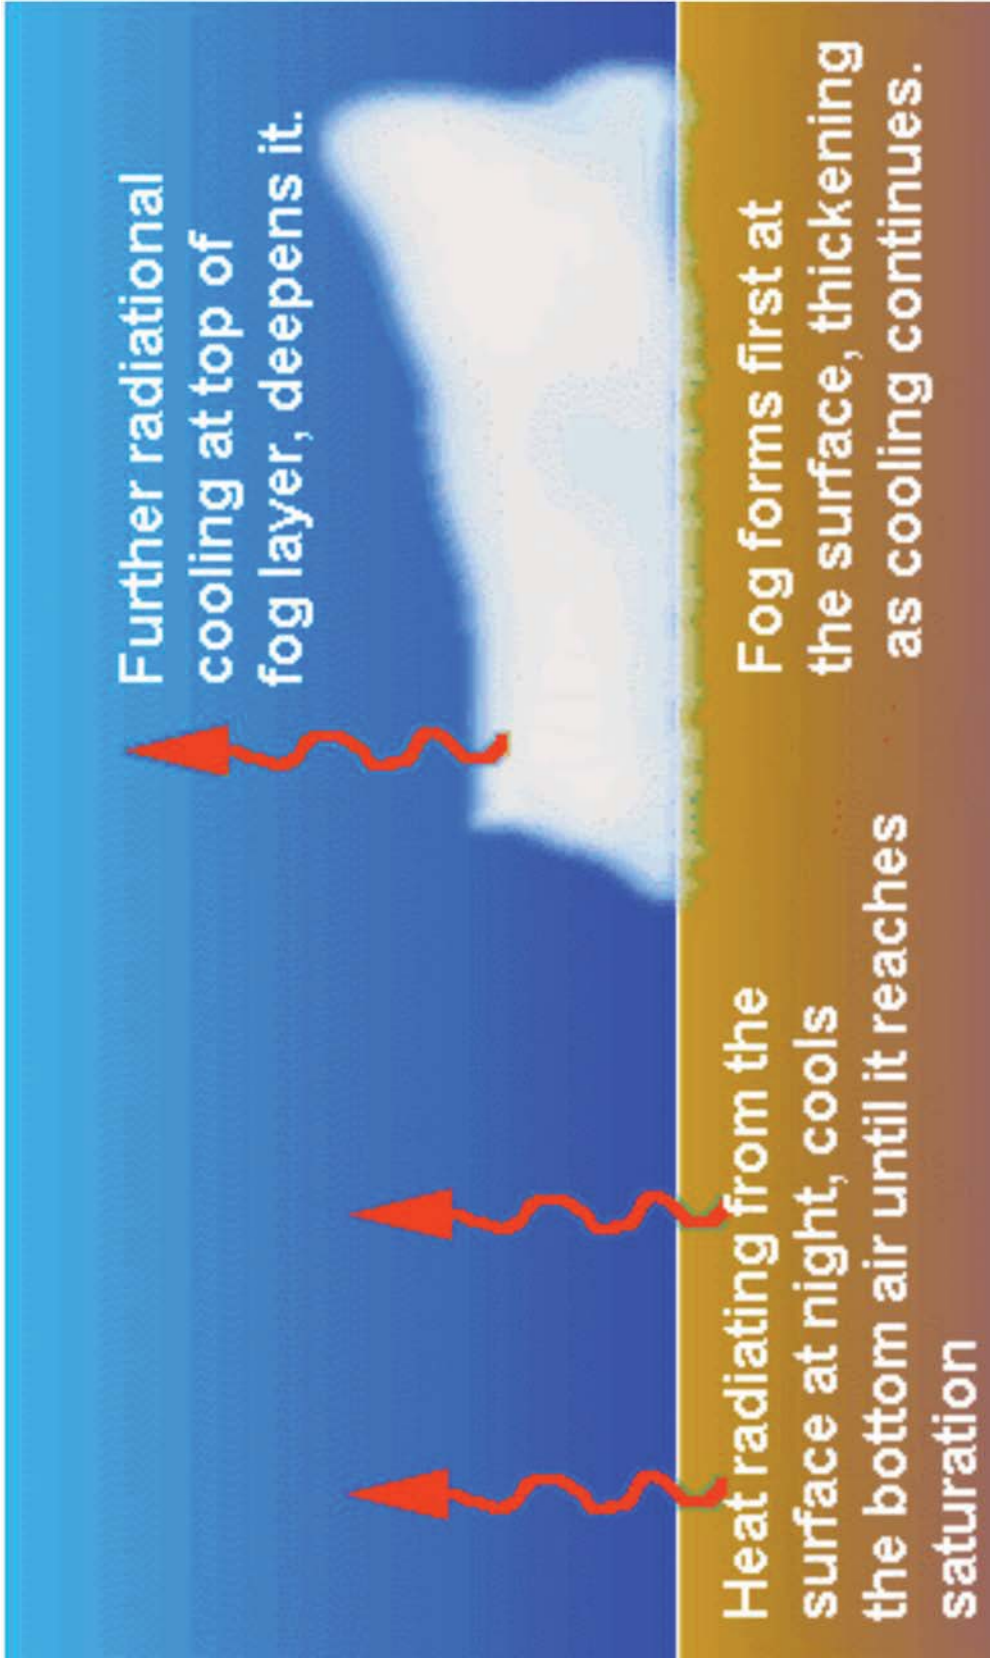 Further radiational
cooling at top of
fog layer, deepens it.
Heat radiating from the
surface at night, cools
the bottom air until it reaches
saturation
Fog forms first at
the surface, thickening
as cooling continues.